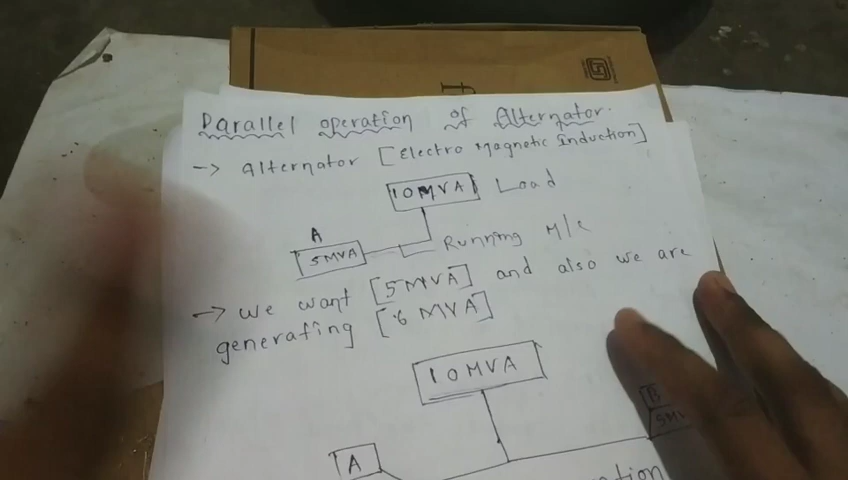 Parallel operation of Alternator.
→ Alternator [Electro Magnetic Induction]
10MVA Load
A
5MVA Running M/c
→ we want [5MVA] and also we are
generating [6 MVA]
10MVA
B
A